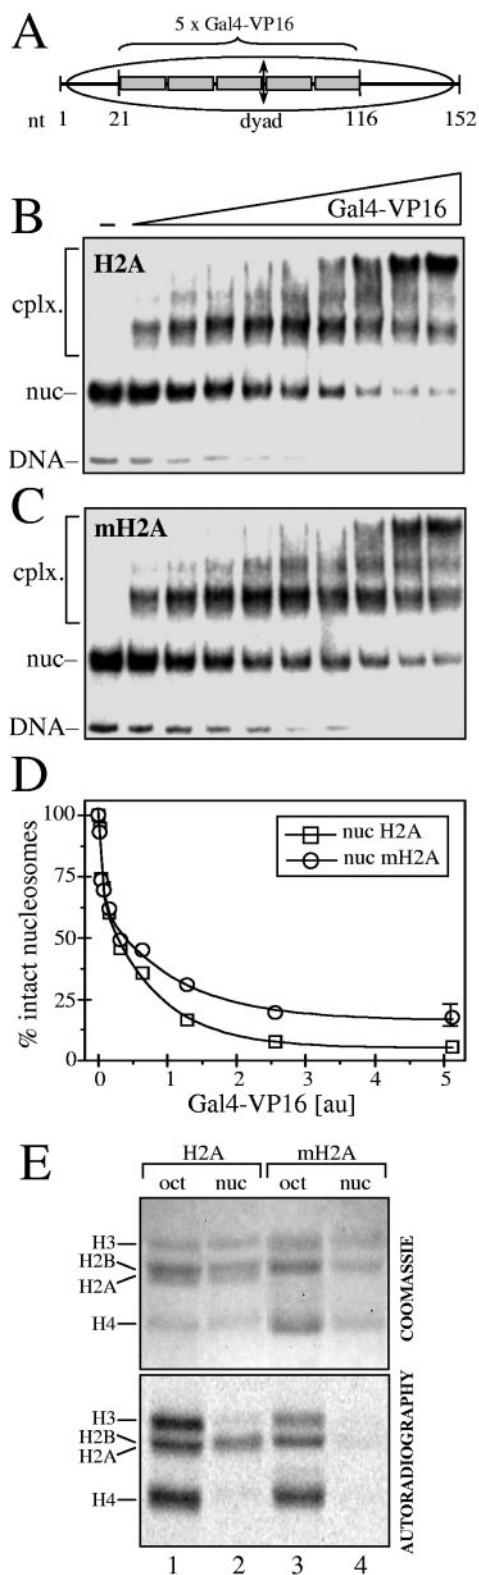 A
5 x Gal4-VP16
nt 1 21 dyad 116 152
B
– Gal4-VP16
H2A
cplx.
nuc–
DNA–
C
mH2A
cplx.
nuc–
DNA–
D
% intact nucleosomes
100
75
50
25
0
nuc H2A
nuc mH2A
0 1 2 3 4 5
Gal4-VP16 [au]
E
H2A mH2A
oct nuc oct nuc
H3
H2B
H2A
H4
COOMASSIE
H3
H2B
H2A
H4
AUTORADIOGRAPHY
1 2 3 4